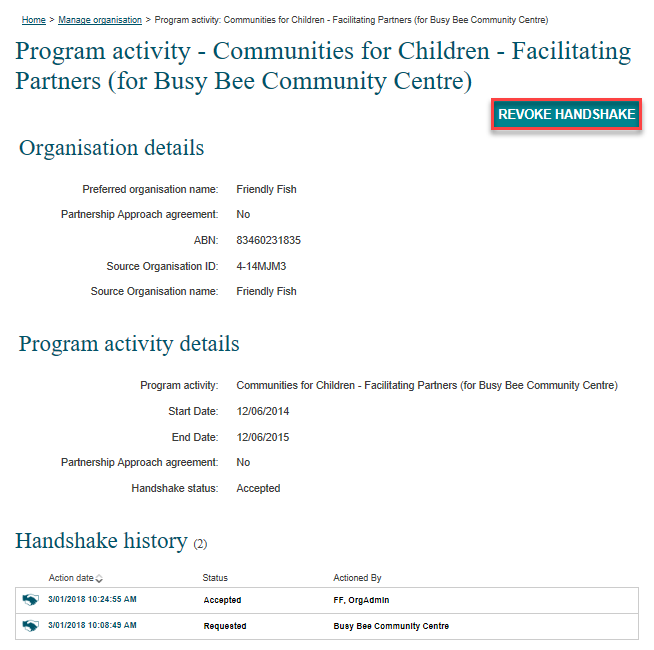 Home > Manage organisation > Program activity: Communities for Children - Facilitating Partners (for Busy Bee Community Centre)
Program activity - Communities for Children - Facilitating
Partners (for Busy Bee Community Centre)
REVOKE HANDSHAKE
Organisation details
Preferred organisation name: Friendly Fish
Partnership Approach agreement: No
ABN: 83460231835
Source Organisation ID: 4-14MJM3
Source Organisation name: Friendly Fish
Program activity details
Program activity: Communities for Children - Facilitating Partners (for Busy Bee Community Centre)
Start Date: 12/06/2014
End Date: 12/06/2015
Partnership Approach agreement: No
Handshake status: Accepted
Handshake history (2)
Action date Status Actioned By
3/01/2018 10:24:55 AM Accepted FF, OrgAdmin
3/01/2018 10:08:49 AM Requested Busy Bee Community Centre